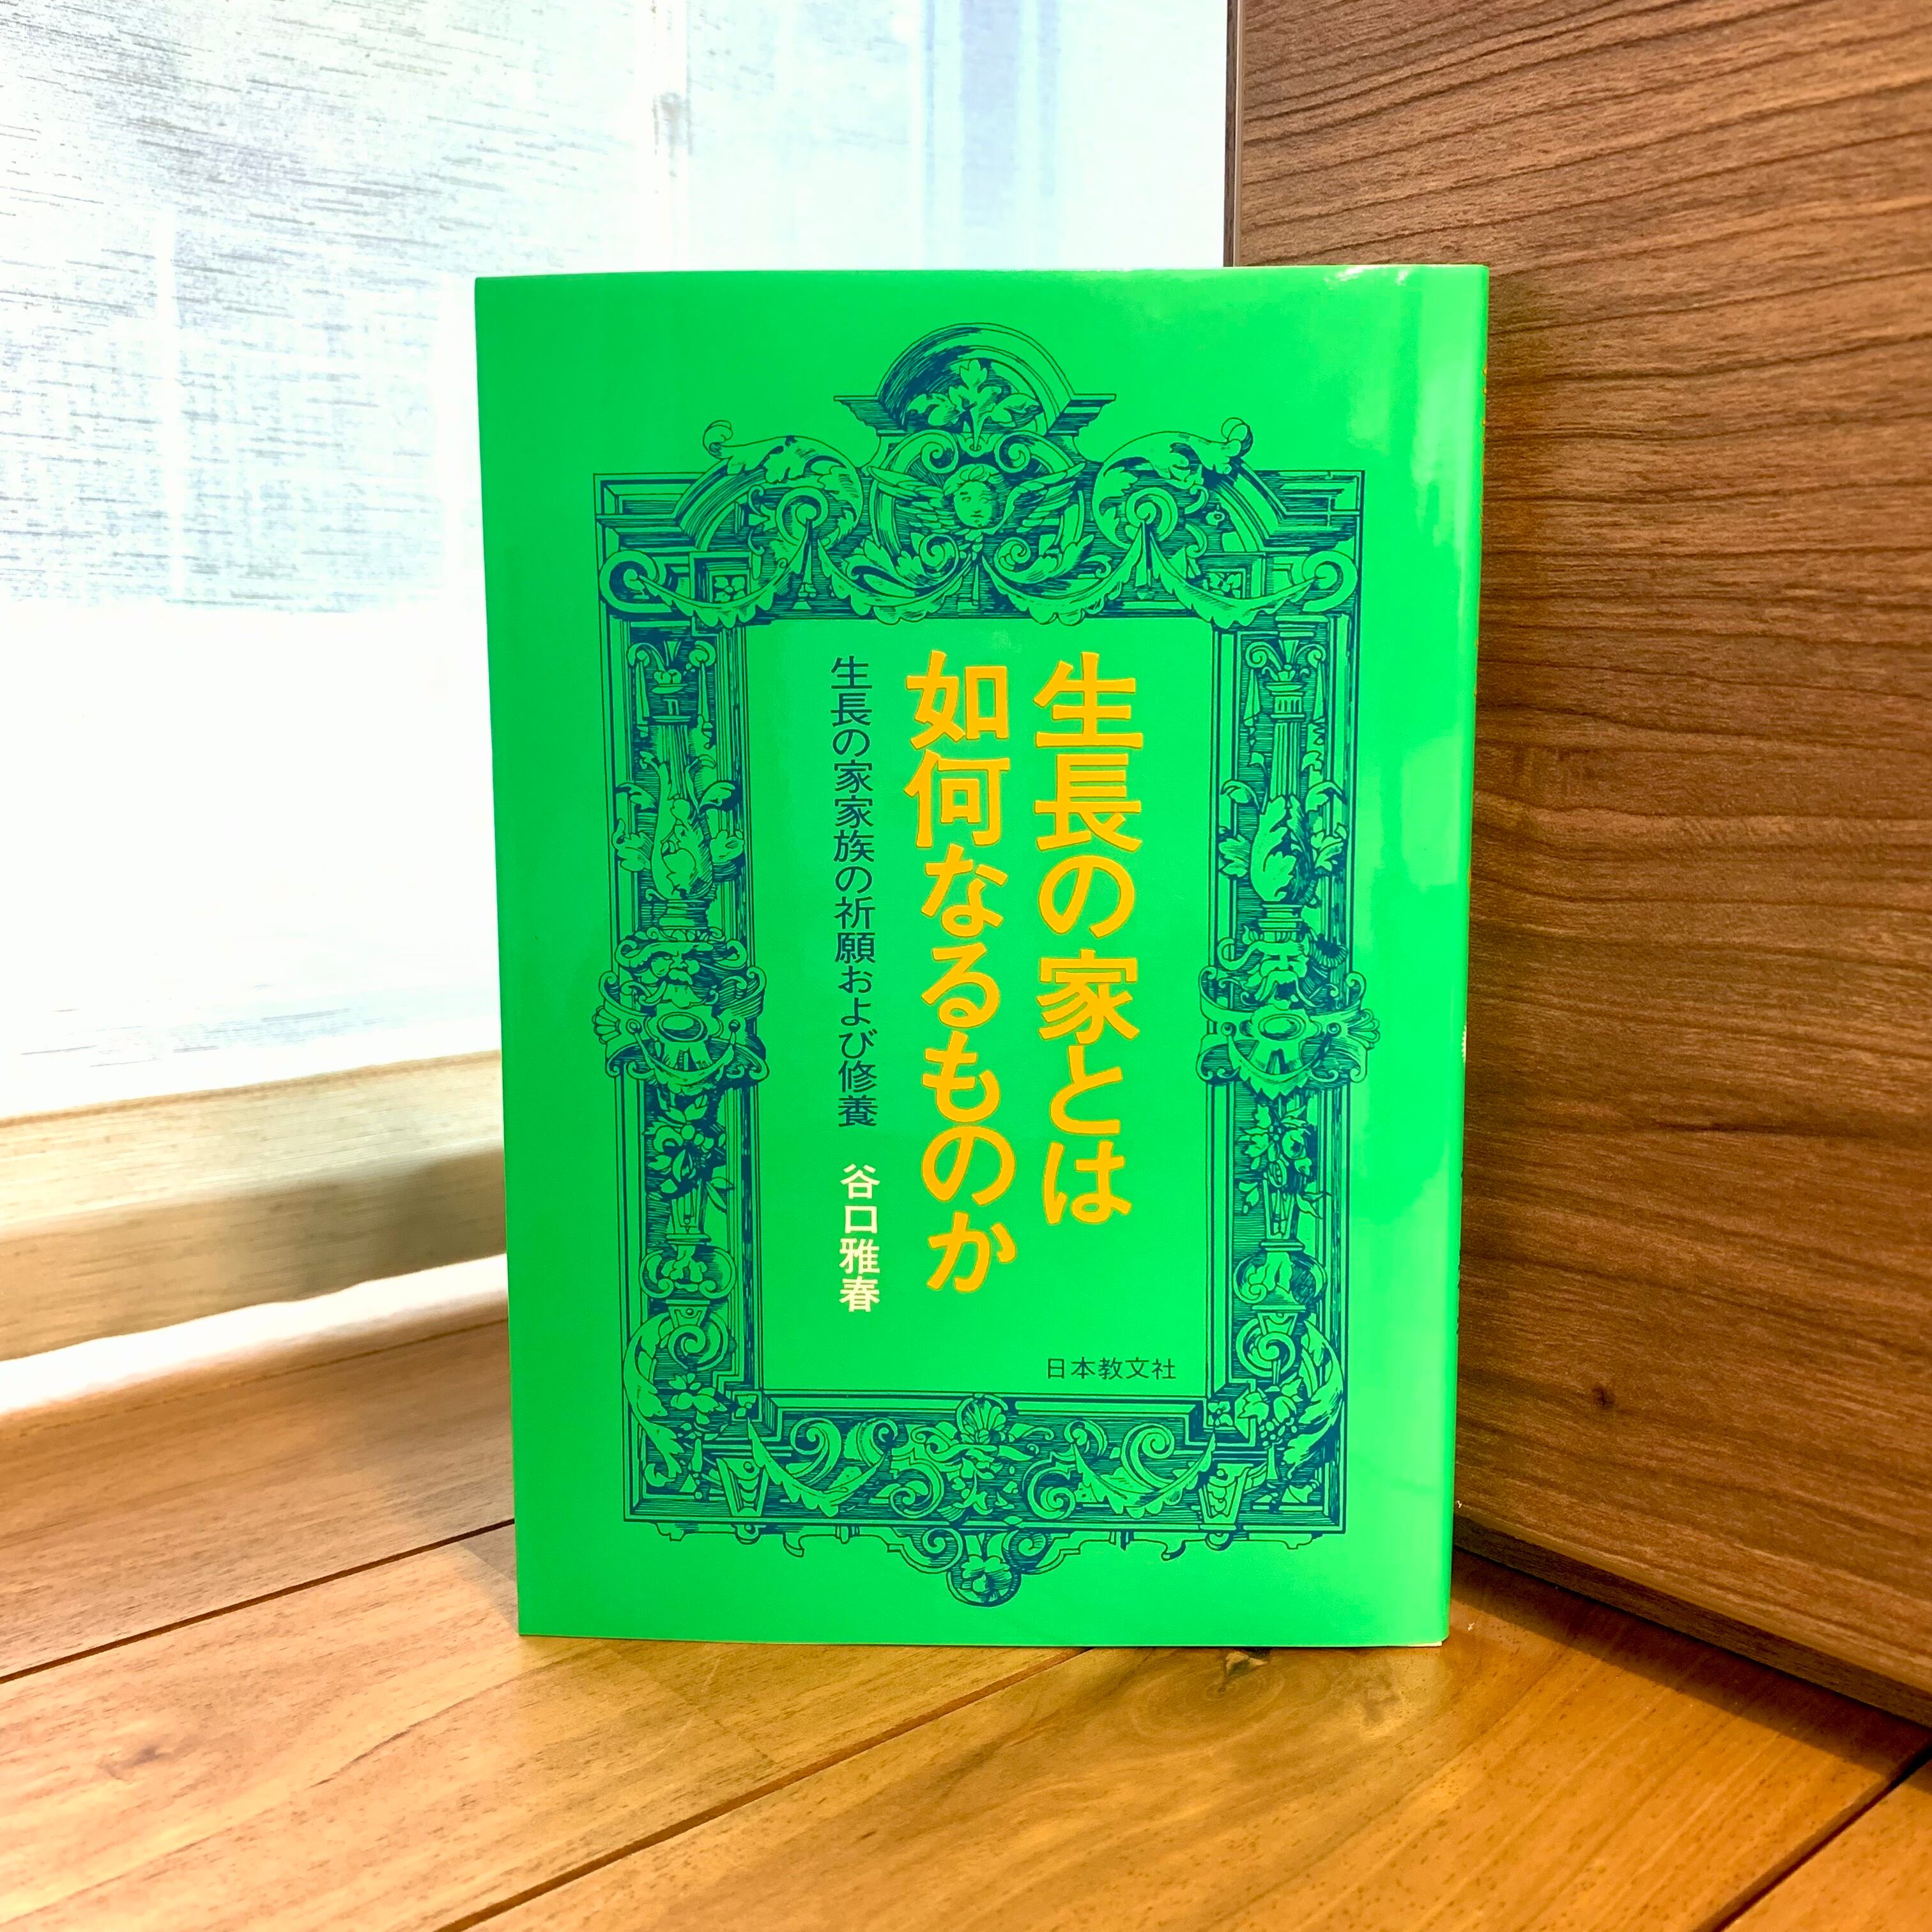 生長の家とは
如何なるものか
生長の家家族の祈願および修養
谷口雅春
日本教文社